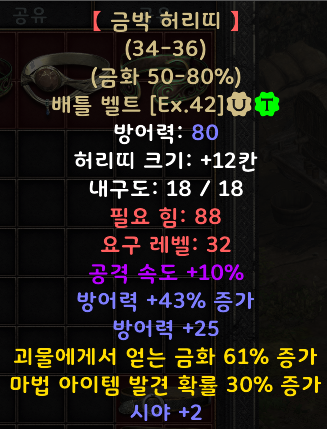 공유
【 금박 허리띠 】
(34-36)
(금화 50-80%)
배틀 벨트 [Ex.42] U T
방어력: 80
허리띠 크기: +12칸
내구도: 18 / 18
필요 힘: 88
요구 레벨: 32
공격 속도 +10%
방어력 +43% 증가
방어력 +25
괴물에게서 얻는 금화 61% 증가
마법 아이템 발견 확률 30% 증가
시야 +2